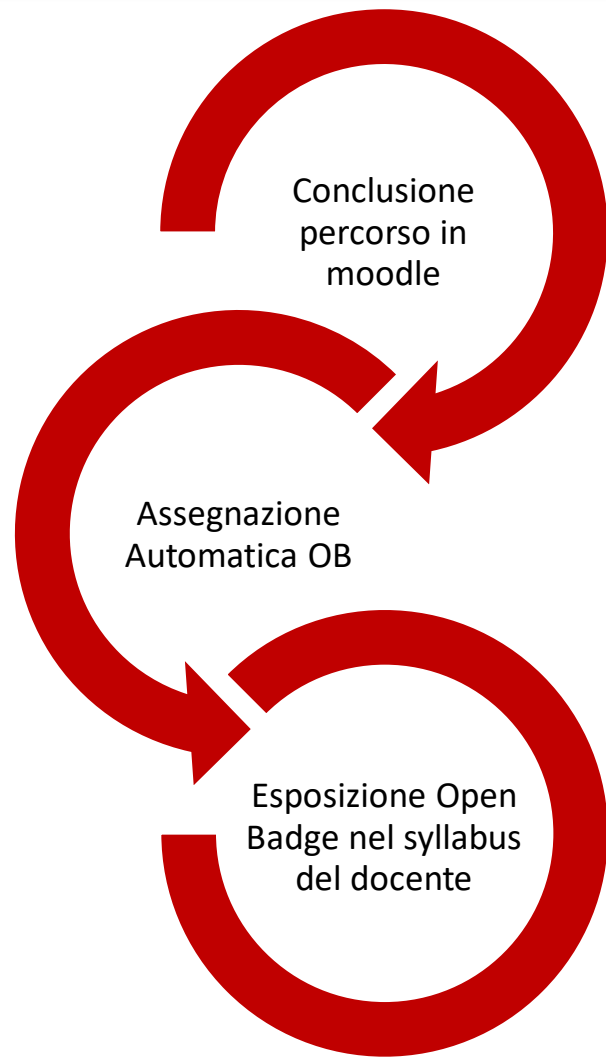 Conclusione
percorso in
moodle
Assegnazione
Automatica OB
Esposizione Open
Badge nel syllabus
del docente